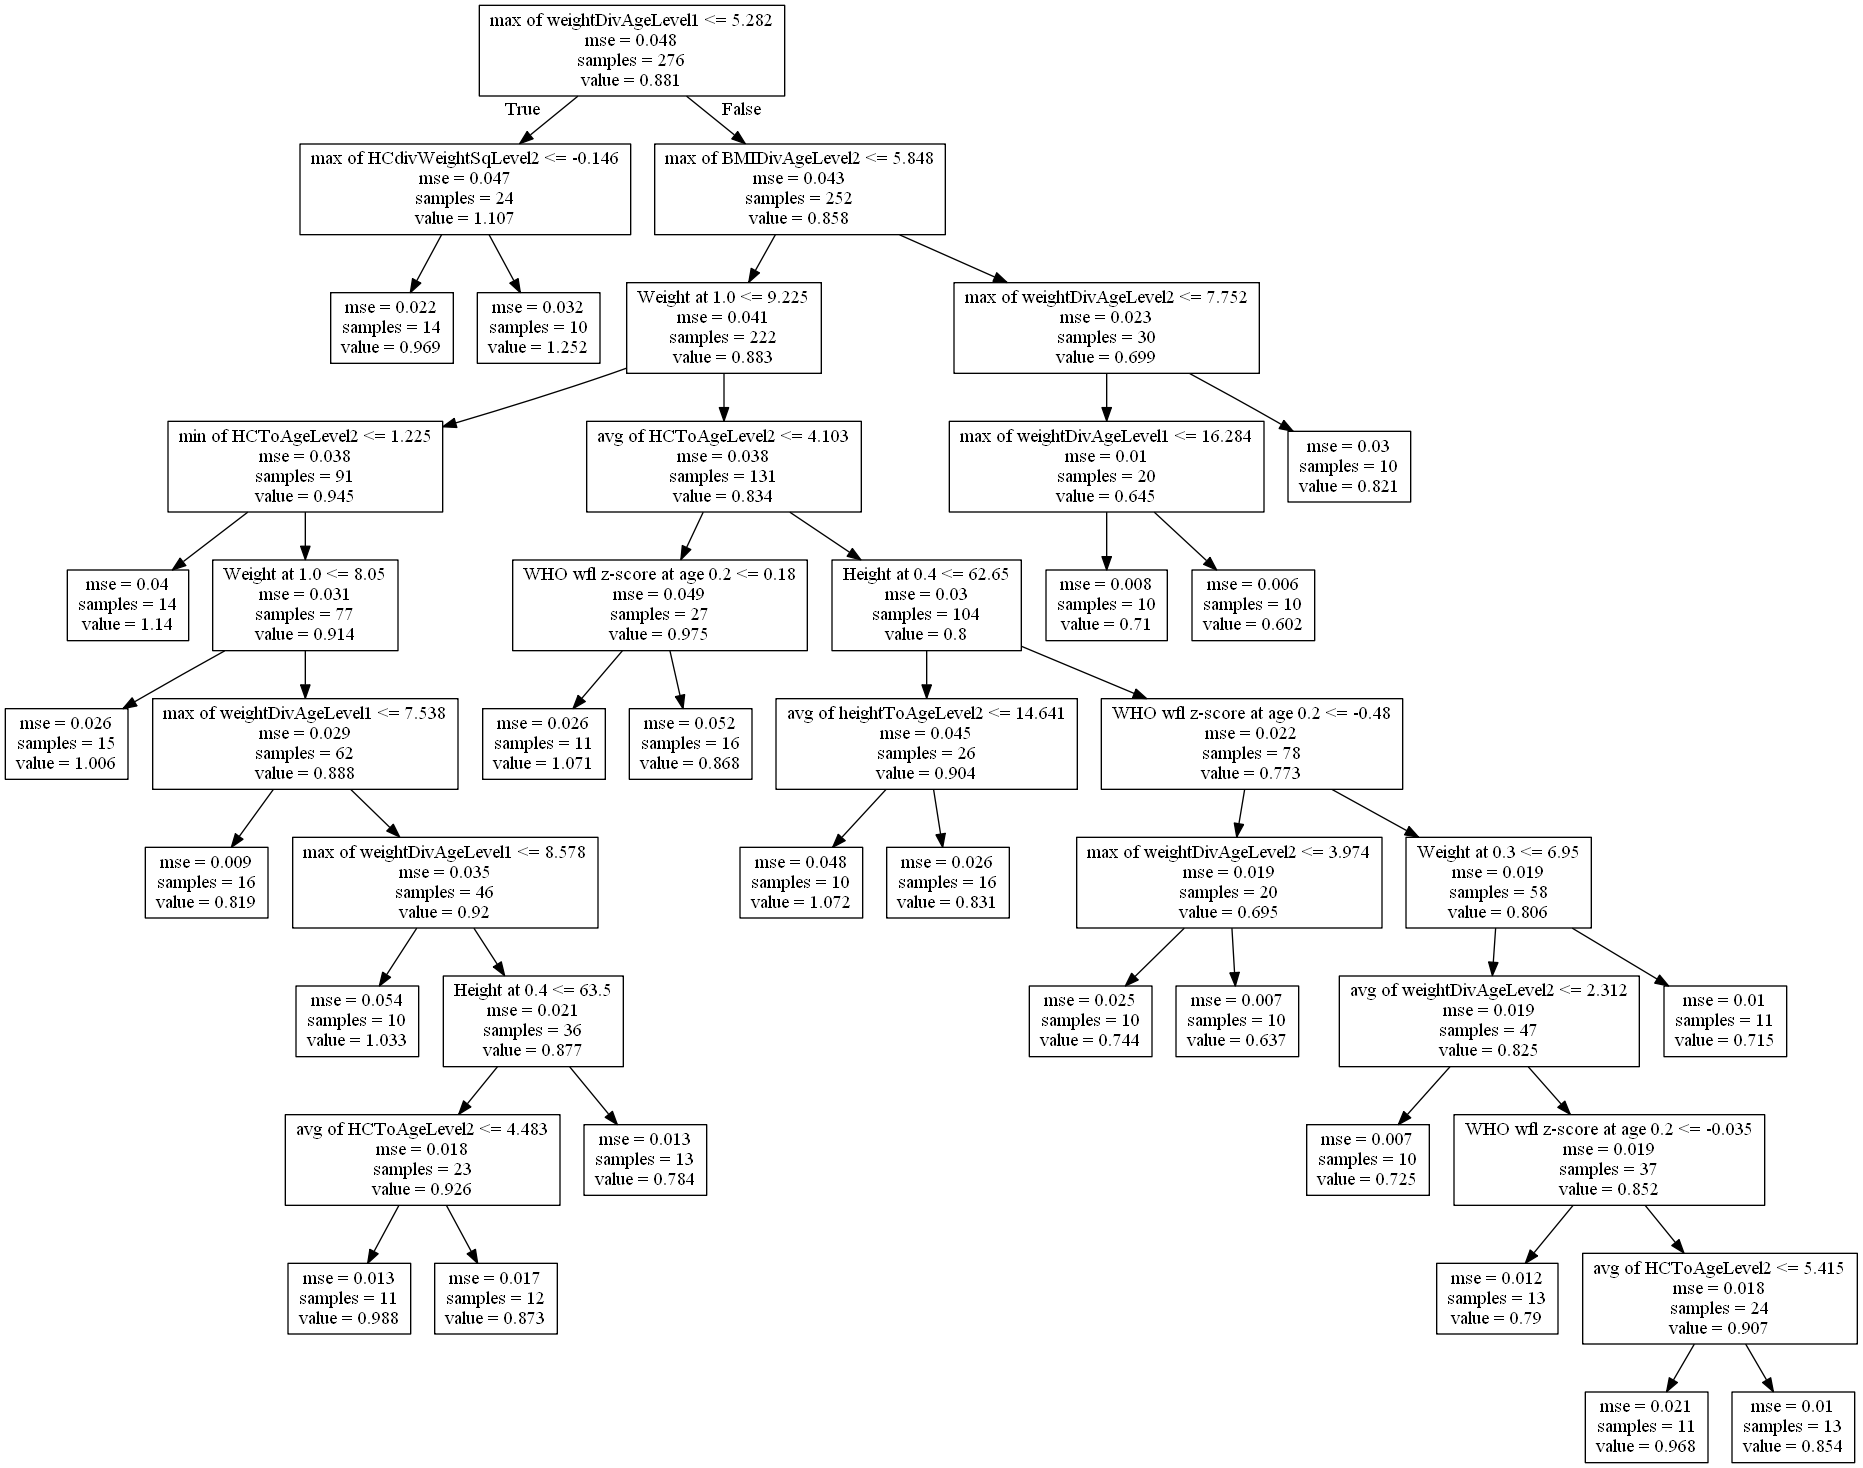 max of weightDivAgeLevel1 <= 5.282
mse = 0.048
samples = 276
value = 0.881
True
False
max of HCdivWeightSqLevel2 <= -0.146
mse = 0.047
samples = 24
value = 1.107
max of BMIDivAgeLevel2 <= 5.848
mse = 0.043
samples = 252
value = 0.858
mse = 0.022
samples = 14
value = 0.969
mse = 0.032
samples = 10
value = 1.252
Weight at 1.0 <= 9.225
mse = 0.041
samples = 222
value = 0.883
max of weightDivAgeLevel2 <= 7.752
mse = 0.023
samples = 30
value = 0.699
min of HCToAgeLevel2 <= 1.225
mse = 0.038
samples = 91
value = 0.945
avg of HCToAgeLevel2 <= 4.103
mse = 0.038
samples = 131
value = 0.834
max of weightDivAgeLevel1 <= 16.284
mse = 0.01
samples = 20
value = 0.645
mse = 0.03
samples = 10
value = 0.821
mse = 0.04
samples = 14
value = 1.14
Weight at 1.0 <= 8.05
mse = 0.031
samples = 77
value = 0.914
WHO wfl z-score at age 0.2 <= 0.18
mse = 0.049
samples = 27
value = 0.975
Height at 0.4 <= 62.65
mse = 0.03
samples = 104
value = 0.8
mse = 0.008
samples = 10
value = 0.71
mse = 0.006
samples = 10
value = 0.602
mse = 0.026
samples = 15
value = 1.006
max of weightDivAgeLevel1 <= 7.538
mse = 0.029
samples = 62
value = 0.888
mse = 0.026
samples = 11
value = 1.071
mse = 0.052
samples = 16
value = 0.868
avg of heightToAgeLevel2 <= 14.641
mse = 0.045
samples = 26
value = 0.904
WHO wfl z-score at age 0.2 <= -0.48
mse = 0.022
samples = 78
value = 0.773
mse = 0.009
samples = 16
value = 0.819
max of weightDivAgeLevel1 <= 8.578
mse = 0.035
samples = 46
value = 0.92
mse = 0.048
samples = 10
value = 1.072
mse = 0.026
samples = 16
value = 0.831
max of weightDivAgeLevel2 <= 3.974
mse = 0.019
samples = 20
value = 0.695
Weight at 0.3 <= 6.95
mse = 0.019
samples = 58
value = 0.806
mse = 0.054
samples = 10
value = 1.033
Height at 0.4 <= 63.5
mse = 0.021
samples = 36
value = 0.877
mse = 0.025
samples = 10
value = 0.744
mse = 0.007
samples = 10
value = 0.637
avg of weightDivAgeLevel2 <= 2.312
mse = 0.019
samples = 47
value = 0.825
mse = 0.01
samples = 11
value = 0.715
avg of HCToAgeLevel2 <= 4.483
mse = 0.018
samples = 23
value = 0.926
mse = 0.013
samples = 13
value = 0.784
mse = 0.007
samples = 10
value = 0.725
WHO wfl z-score at age 0.2 <= -0.035
mse = 0.019
samples = 37
value = 0.852
mse = 0.013
samples = 11
value = 0.988
mse = 0.017
samples = 12
value = 0.873
mse = 0.012
samples = 13
value = 0.79
avg of HCToAgeLevel2 <= 5.415
mse = 0.018
samples = 24
value = 0.907
mse = 0.021
samples = 11
value = 0.968
mse = 0.01
samples = 13
value = 0.854